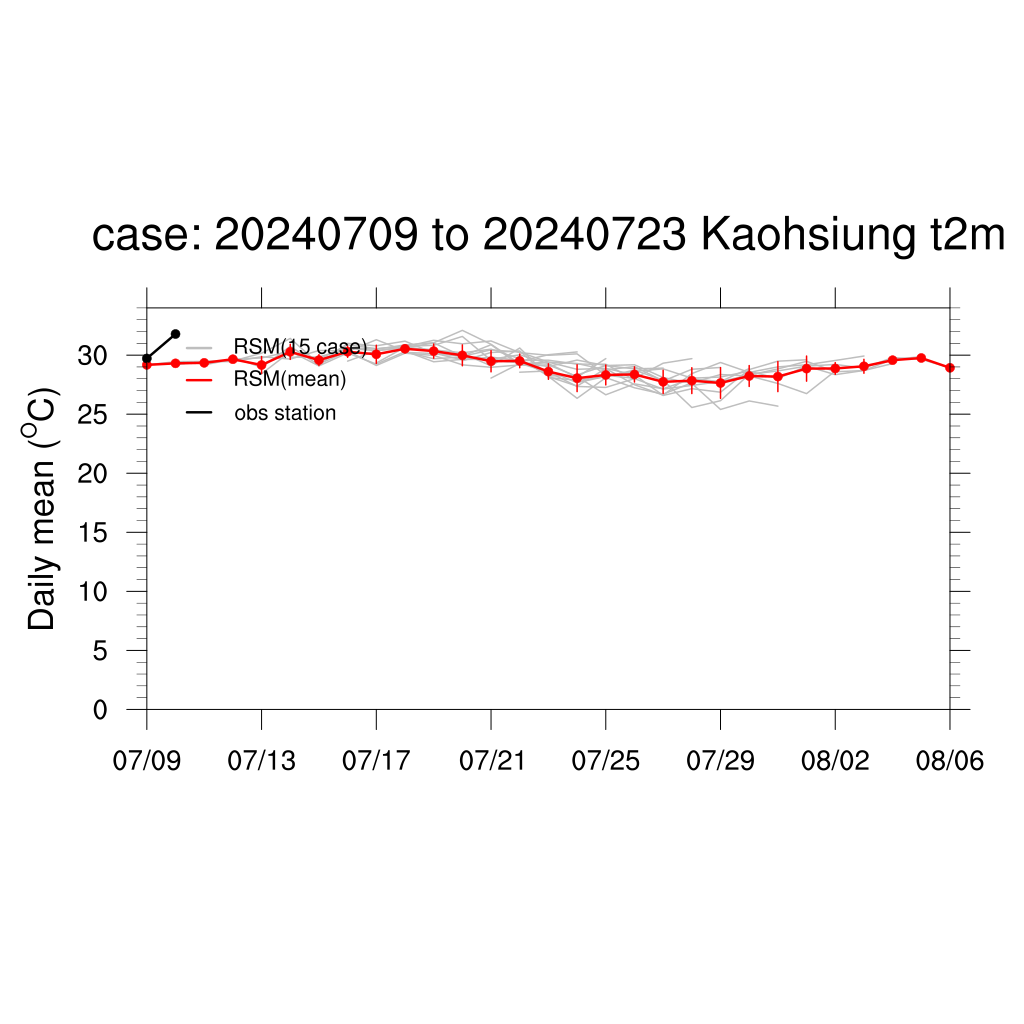 case: 20240709 to 20240723 Kaohsiung t2m
Daily mean (°C)
30
25
20
15
10
5
0
RSM(15 case)
RSM(mean)
obs station
07/09 07/13 07/17 07/21 07/25 07/29 08/02 08/06